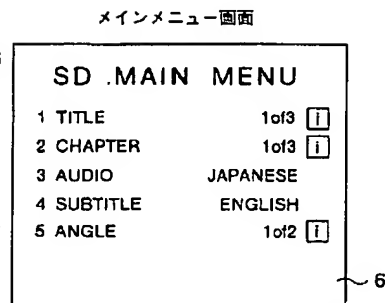 メインメニュー画面
SD .MAIN MENU
1 TITLE 1of3 i
2 CHAPTER 1of3 i
3 AUDIO JAPANESE
4 SUBTITLE ENGLISH
5 ANGLE 1of2 i
6